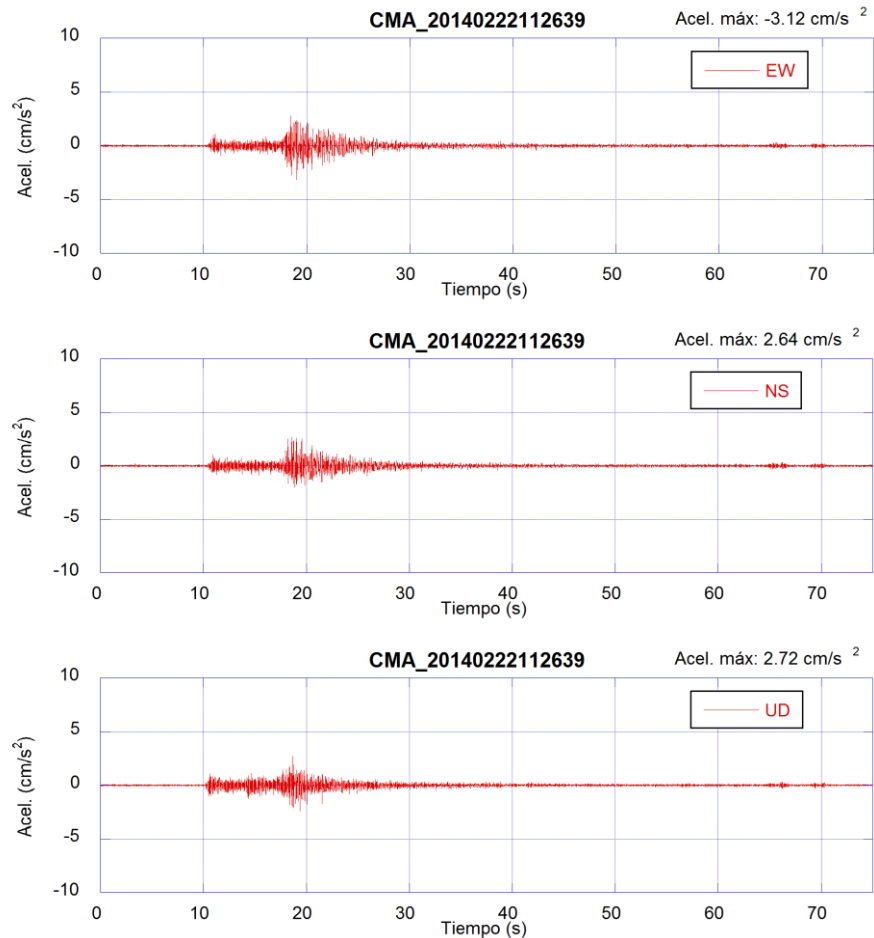 CMA_20140222112639 Acel. máx: -3.12 cm/s 2
EW
10
5
0
-5
-10
Acel. (cm/s2)
0 10 20 30 40 50 60 70
Tiempo (s)
CMA_20140222112639 Acel. máx: 2.64 cm/s 2
NS
10
5
0
-5
-10
Acel. (cm/s2)
0 10 20 30 40 50 60 70
Tiempo (s)
CMA_20140222112639 Acel. máx: 2.72 cm/s 2
UD
10
5
0
-5
-10
Acel. (cm/s2)
0 10 20 30 40 50 60 70
Tiempo (s)